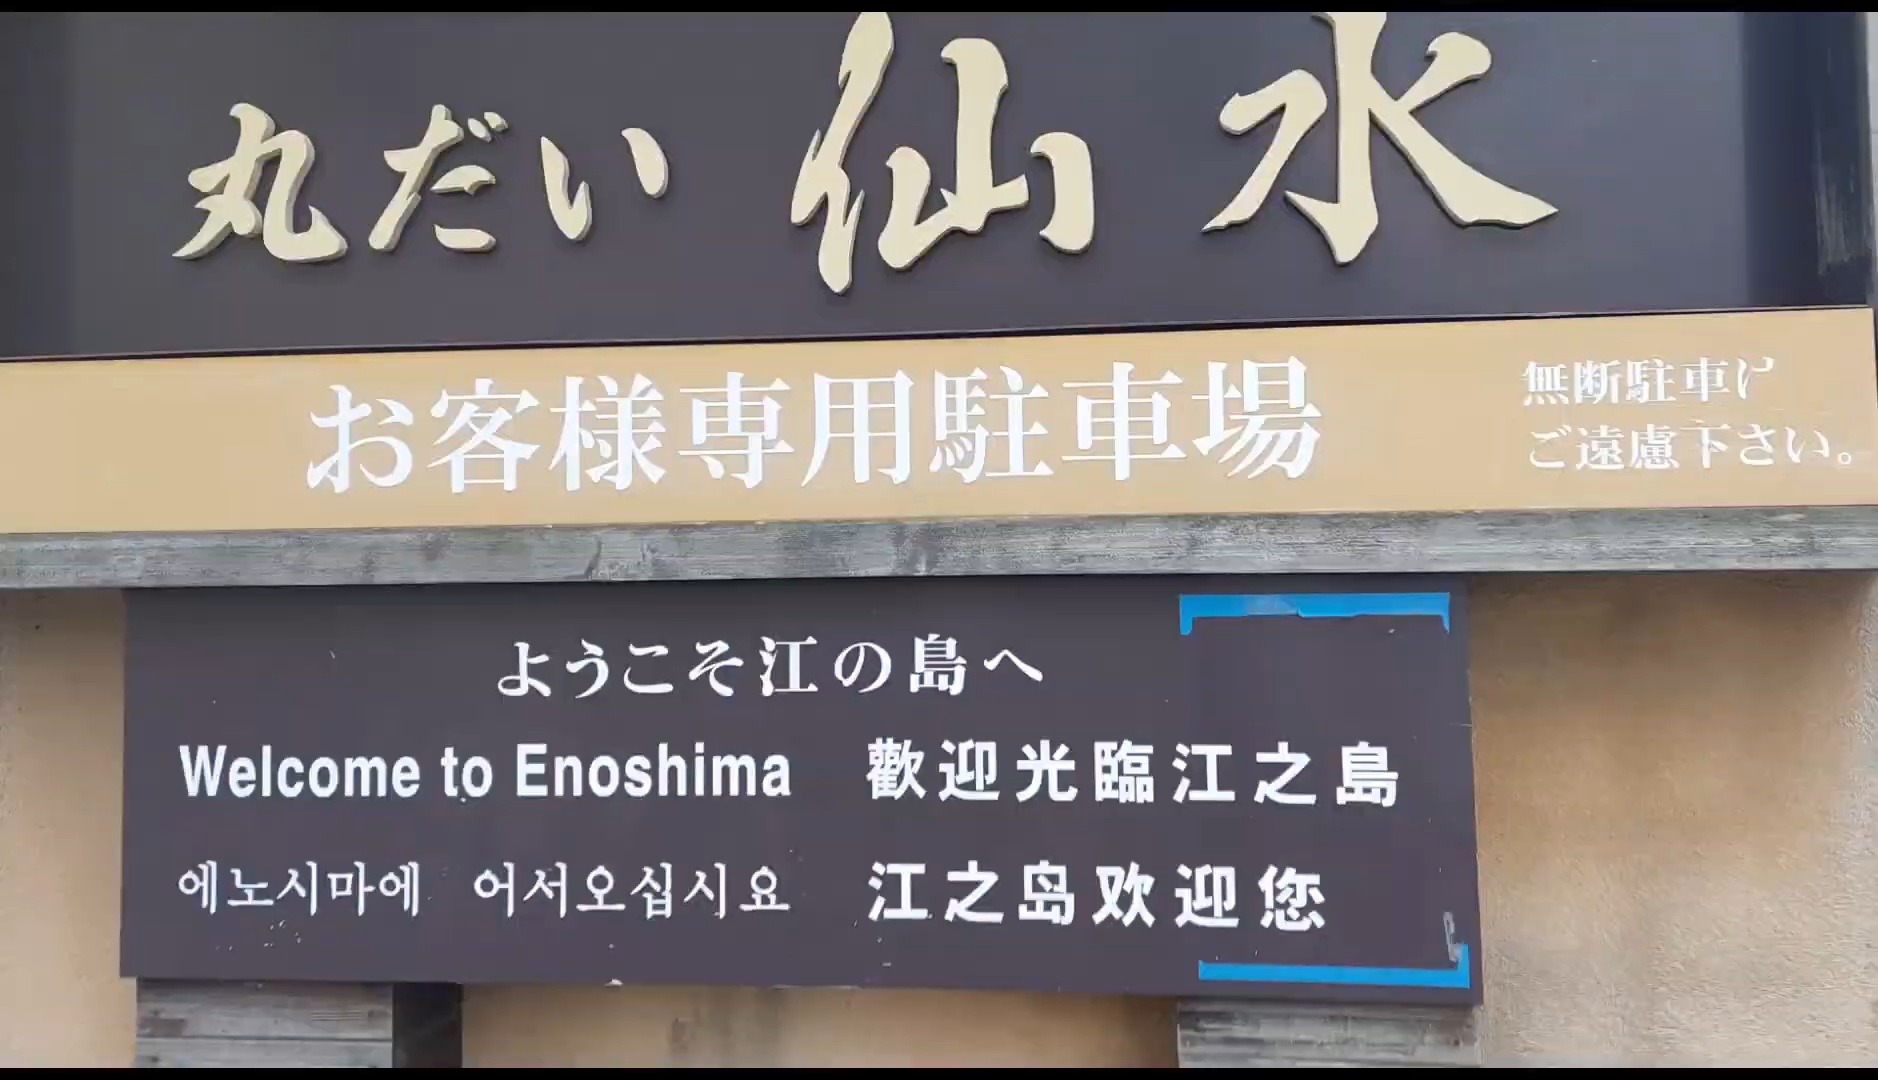 丸だい 仙水
お客様専用駐車場
無断駐車は
ご遠慮下さい。
ようこそ江の島へ
Welcome to Enoshima
歡迎光臨江之島
에노시마에 어서오십시요
江之岛欢迎您